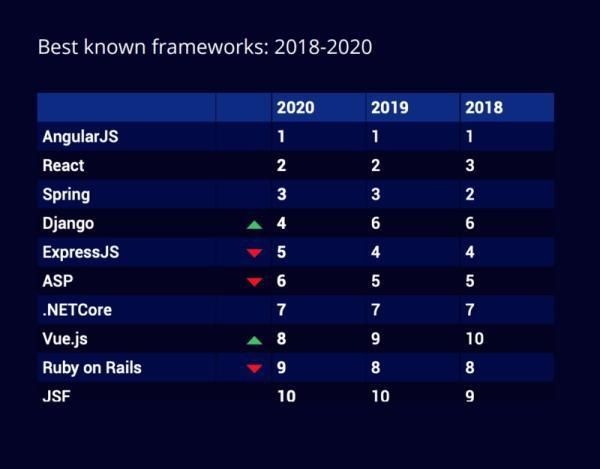 Best known frameworks: 2018-2020
2020 2019 2018
AngularJS 1 1 1
React 2 2 3
Spring 3 3 2
Django 4 6 6
ExpressJS 5 4 4
ASP 6 5 5
.NETCore 7 7 7
Vue.js 8 9 10
Ruby on Rails 9 8 8
JSF 10 10 9